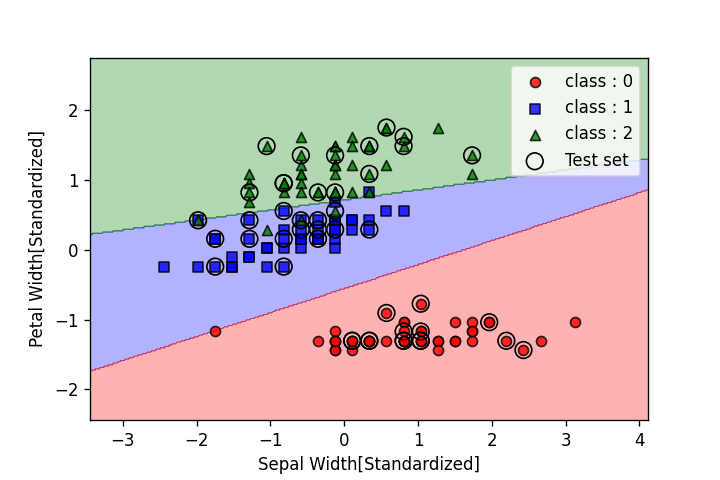 class : 0
class : 1
class : 2
Test set
2
1
0
−1
−2
Petal Width[Standardized]
−3 −2 −1 0 1 2 3 4
Sepal Width[Standardized]